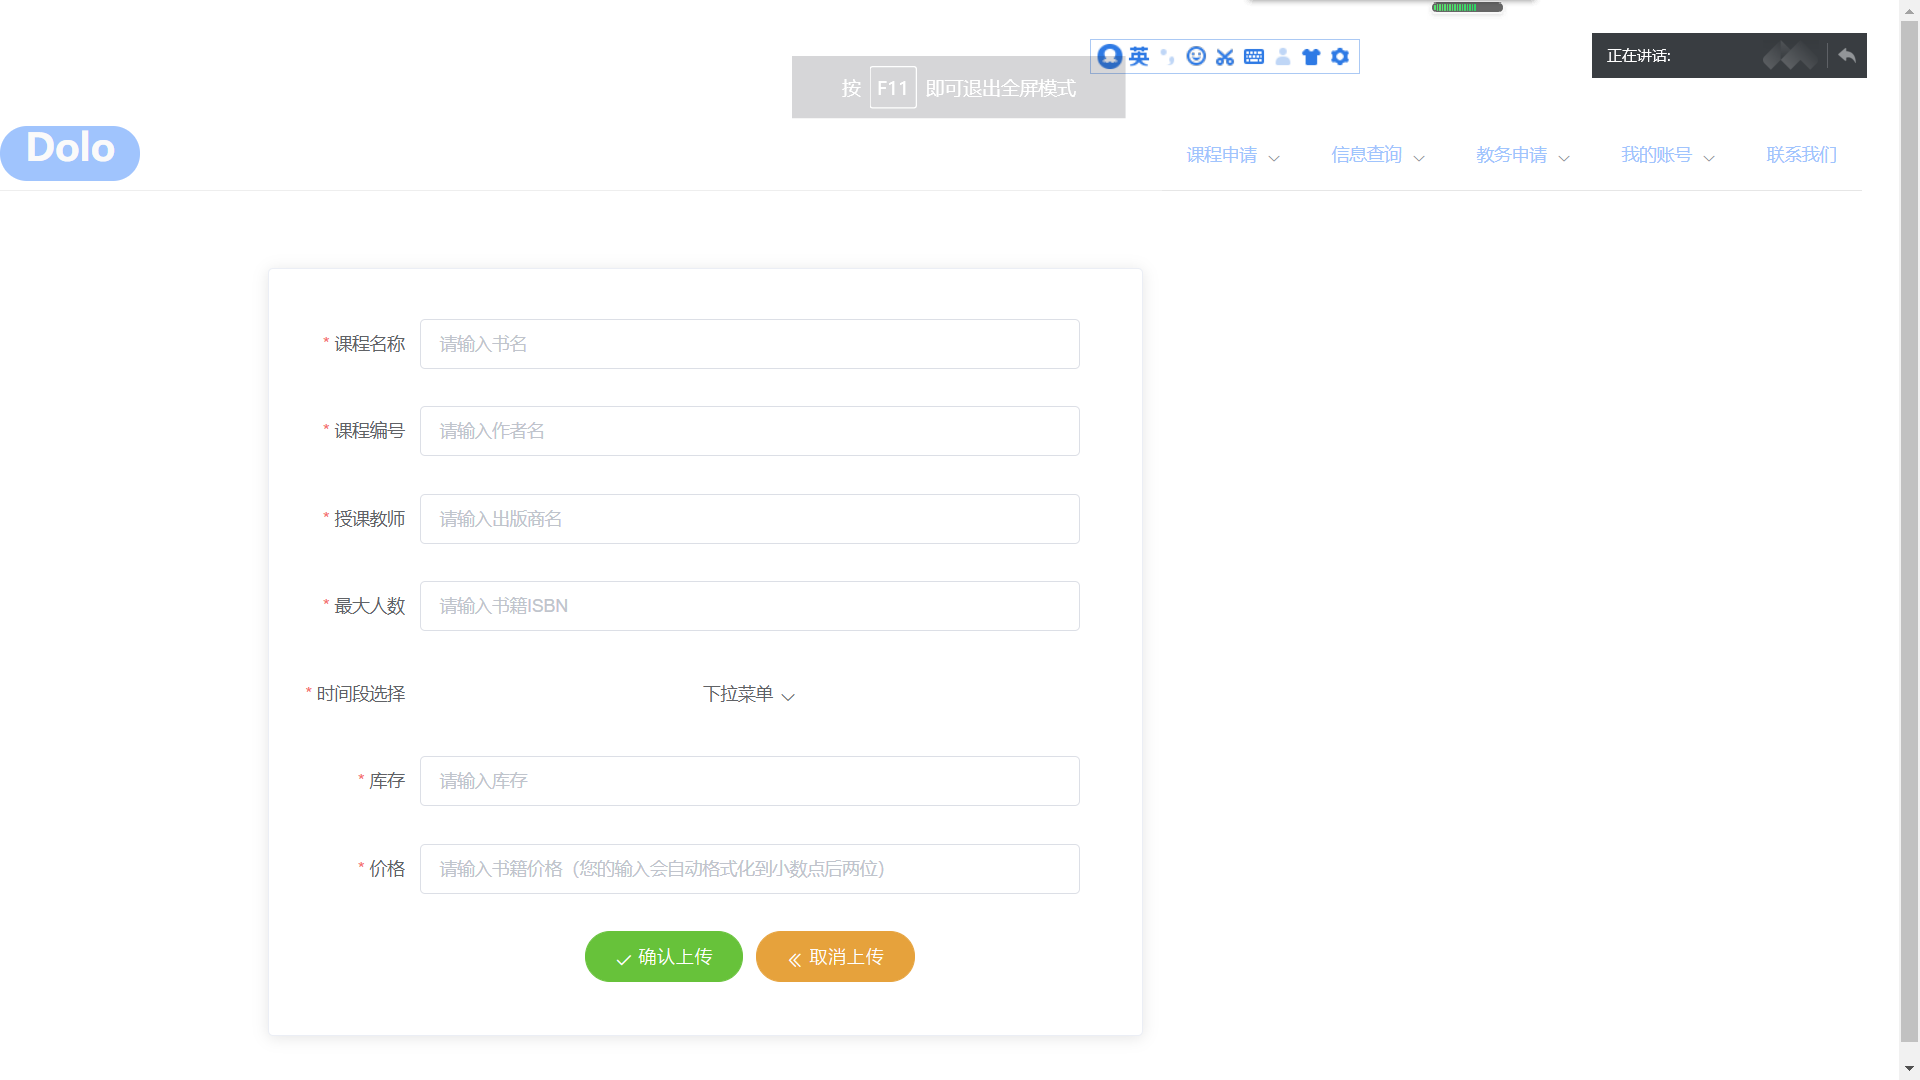 英
正在讲话:
按 F11 即可退出全屏模式
Dolo
课程申请 信息查询 教务申请 我的账号 联系我们
* 课程名称 请输入书名
* 课程编号 请输入作者名
* 授课教师 请输入出版商名
* 最大人数 请输入书籍ISBN
* 时间段选择 下拉菜单
* 库存 请输入库存
* 价格 请输入书籍价格（您的输入会自动格式化到小数点后两位）
确认上传 取消上传